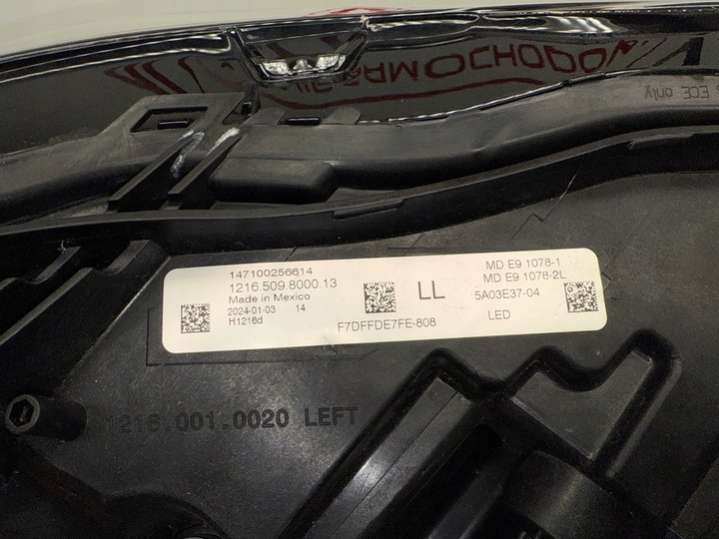 SAMOCHODOW
ECE only
147100256614
1216.509.8000.13
Made in Mexico
2024-01-03 14
H1216d
LL
F7DFFDE7FE-808
MD E9 1078-1
MD E9 1078-2L
5A03E37-04
LED
1216.001.0020 LEFT